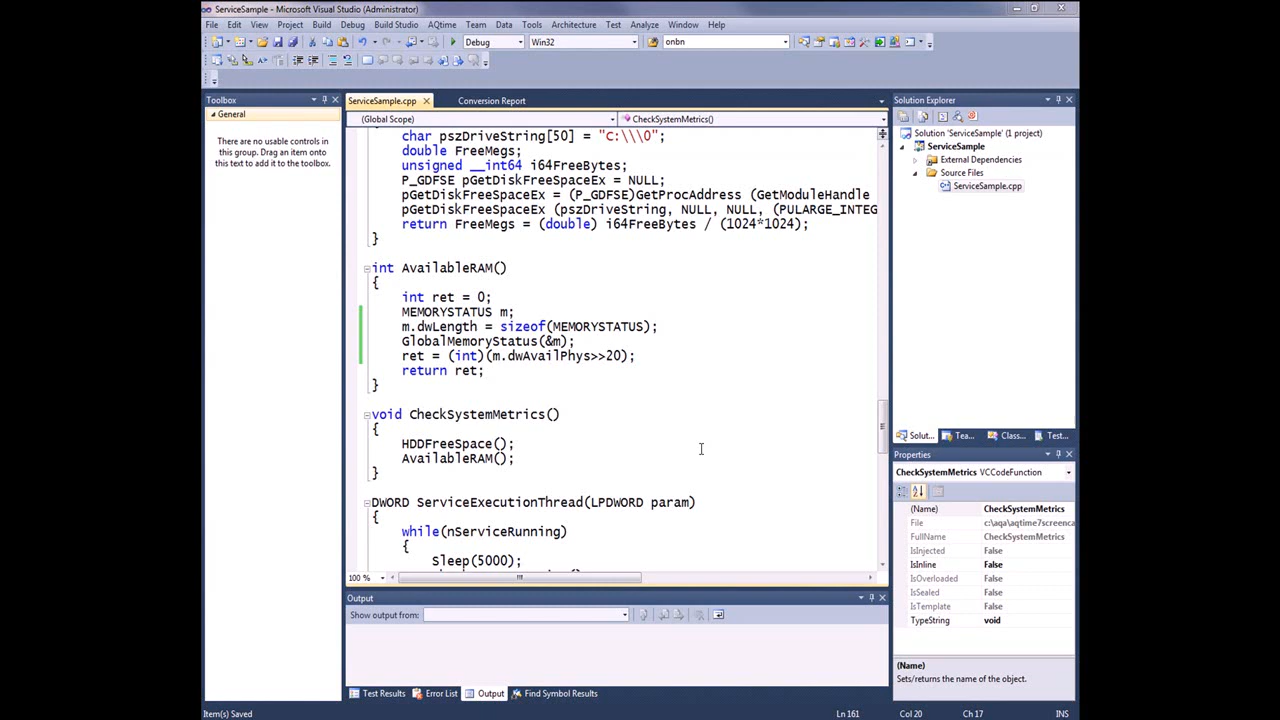 ServiceSample - Microsoft Visual Studio (Administrator)
File Edit View Project Build Debug Build Studio AQtime Team Data Tools Architecture Test Analyze Window Help
Debug Win32 onbn
Toolbox
General
There are no usable controls in
this group. Drag an item onto
this text to add it to the toolbox.
ServiceSample.cpp Conversion Report
(Global Scope) CheckSystemMetrics()
char pszDriveString[50] = "C:\\\0";
double FreeMegs;
unsigned __int64 i64FreeBytes;
P_GDFSE pGetDiskFreeSpaceEx = NULL;
pGetDiskFreeSpaceEx = (P_GDFSE)GetProcAddress (GetModuleHandle
pGetDiskFreeSpaceEx (pszDriveString, NULL, NULL, (PULARGE_INTEG
return FreeMegs = (double) i64FreeBytes / (1024*1024);
}
int AvailableRAM()
{
int ret = 0;
MEMORYSTATUS m;
m.dwLength = sizeof(MEMORYSTATUS);
GlobalMemoryStatus(&m);
ret = (int)(m.dwAvailPhys>>20);
return ret;
}
void CheckSystemMetrics()
{
HDDFreeSpace();
AvailableRAM();
}
DWORD ServiceExecutionThread(LPDWORD param)
{
while(nServiceRunning)
{
Sleep(5000);
100 %
Output
Show output from:
Test Results Error List Output Find Symbol Results
Solution Explorer
Solution 'ServiceSample' (1 project)
ServiceSample
External Dependencies
Source Files
ServiceSample.cpp
Solut... Tea... Class... Test...
Properties
CheckSystemMetrics VCCodeFunction
(Name) CheckSystemMetrics
File c:\aqa\aqtime7screenca
FullName CheckSystemMetrics
IsInjected False
IsInline False
IsOverloaded False
IsSealed False
IsTemplate False
TypeString void
(Name)
Sets/returns the name of the object.
Item(s) Saved Ln 161 Col 20 Ch 17 INS